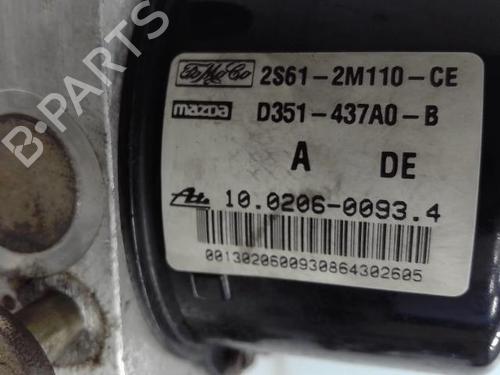 B-PARTS
FoMoCo 2S61-2M110-CE
mazda D351-437A0-B
A DE
Ate 10.0206-0093.4
0013020600930864302605